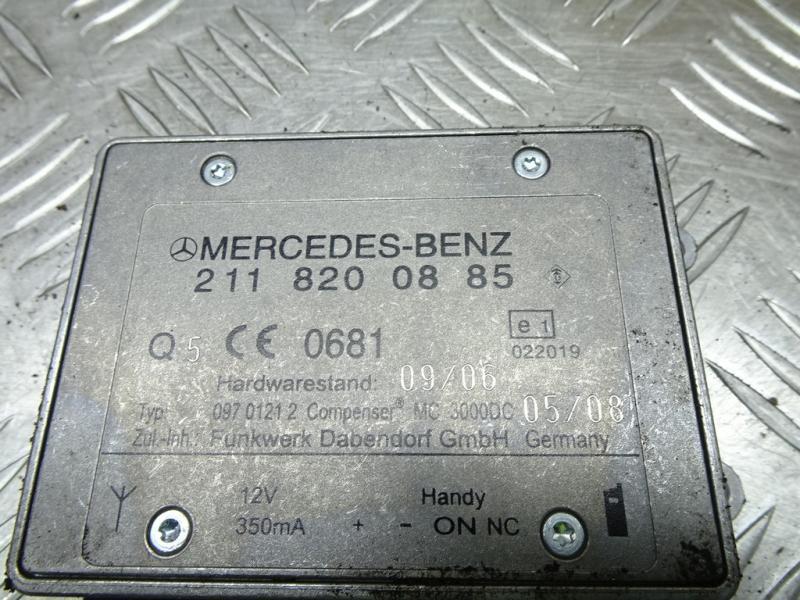 MERCEDES-BENZ
211 820 08 85
Q 5 CE 0681 e 1
022019
Hardwarestand: 09/06
Typ: 097 0121 2 Compenser® MC 3000DC 05/08
Zul.-Inh.: Funkwerk Dabendorf GmbH Germany
12V Handy
350mA + - ON NC